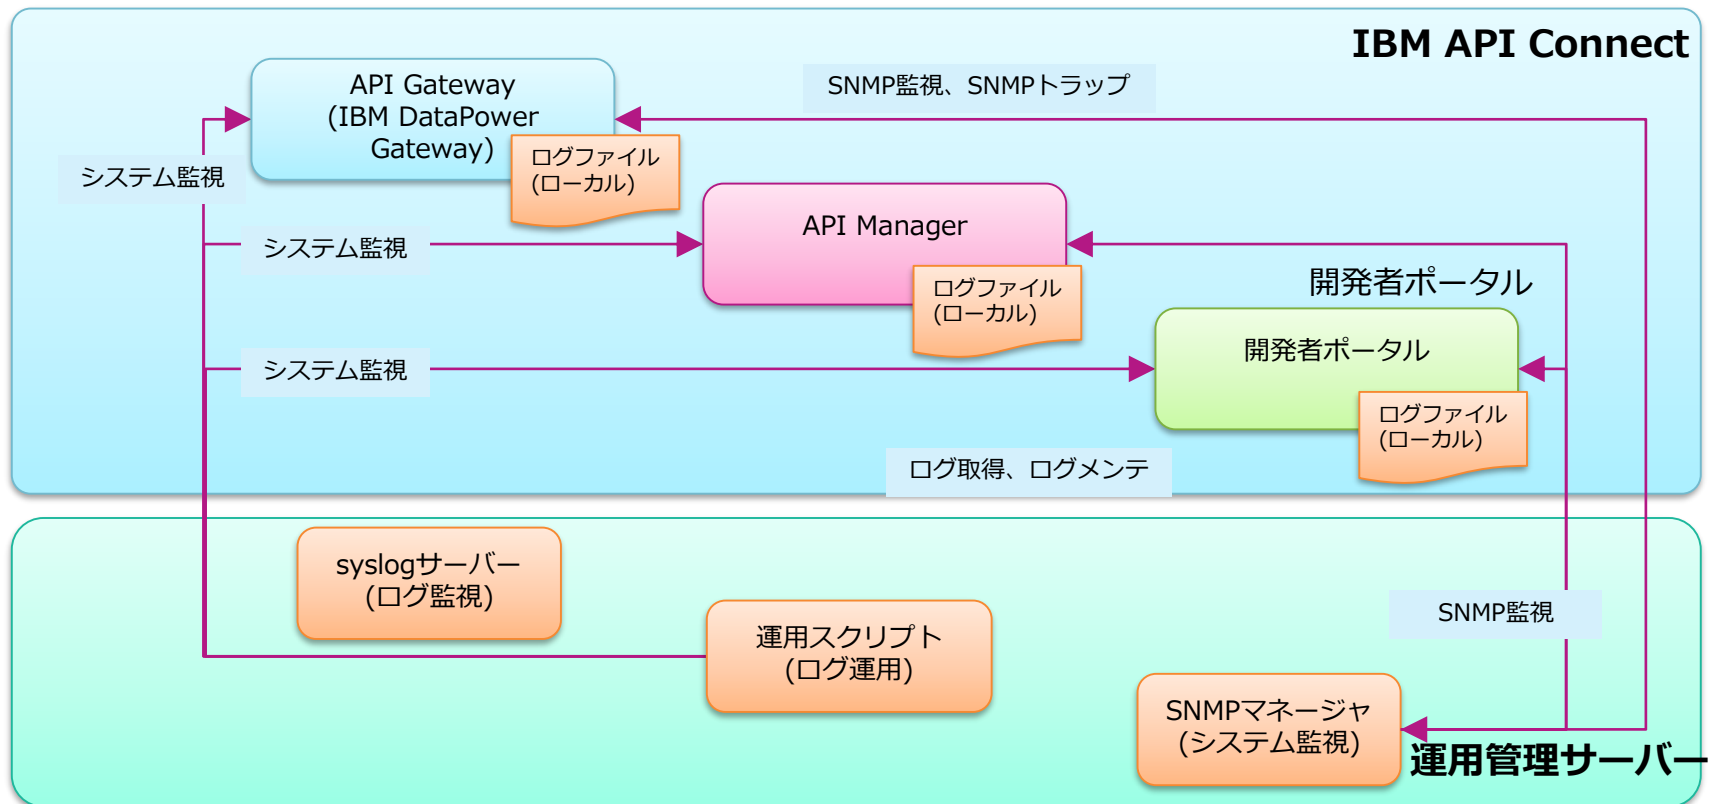 IBM API Connect
API Gateway
(IBM DataPower
Gateway)
SNMP監視、SNMPトラップ
ログファイル
(ローカル)
システム監視
API Manager
システム監視
ログファイル
(ローカル)
開発者ポータル
開発者ポータル
システム監視
ログファイル
(ローカル)
ログ取得、ログメンテ
syslogサーバー
(ログ監視)
運用スクリプト
(ログ運用)
SNMP監視
SNMPマネージャ
(システム監視)
運用管理サーバー